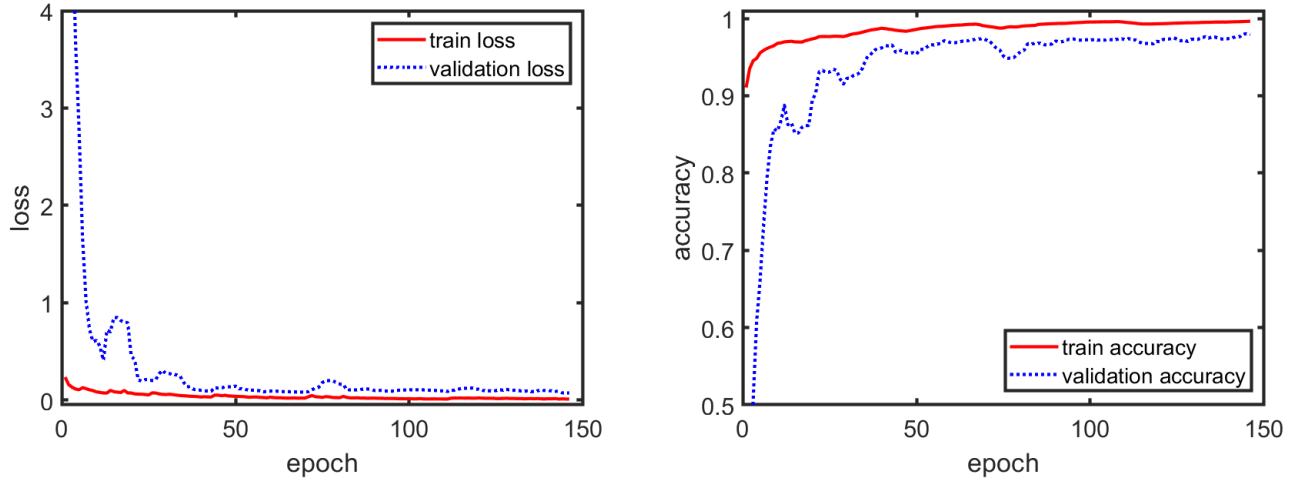 4
3
2
1
0
loss
train loss
validation loss
0 50 100 150
epoch
1
0.9
0.8
0.7
0.6
0.5
accuracy
train accuracy
validation accuracy
0 50 100 150
epoch